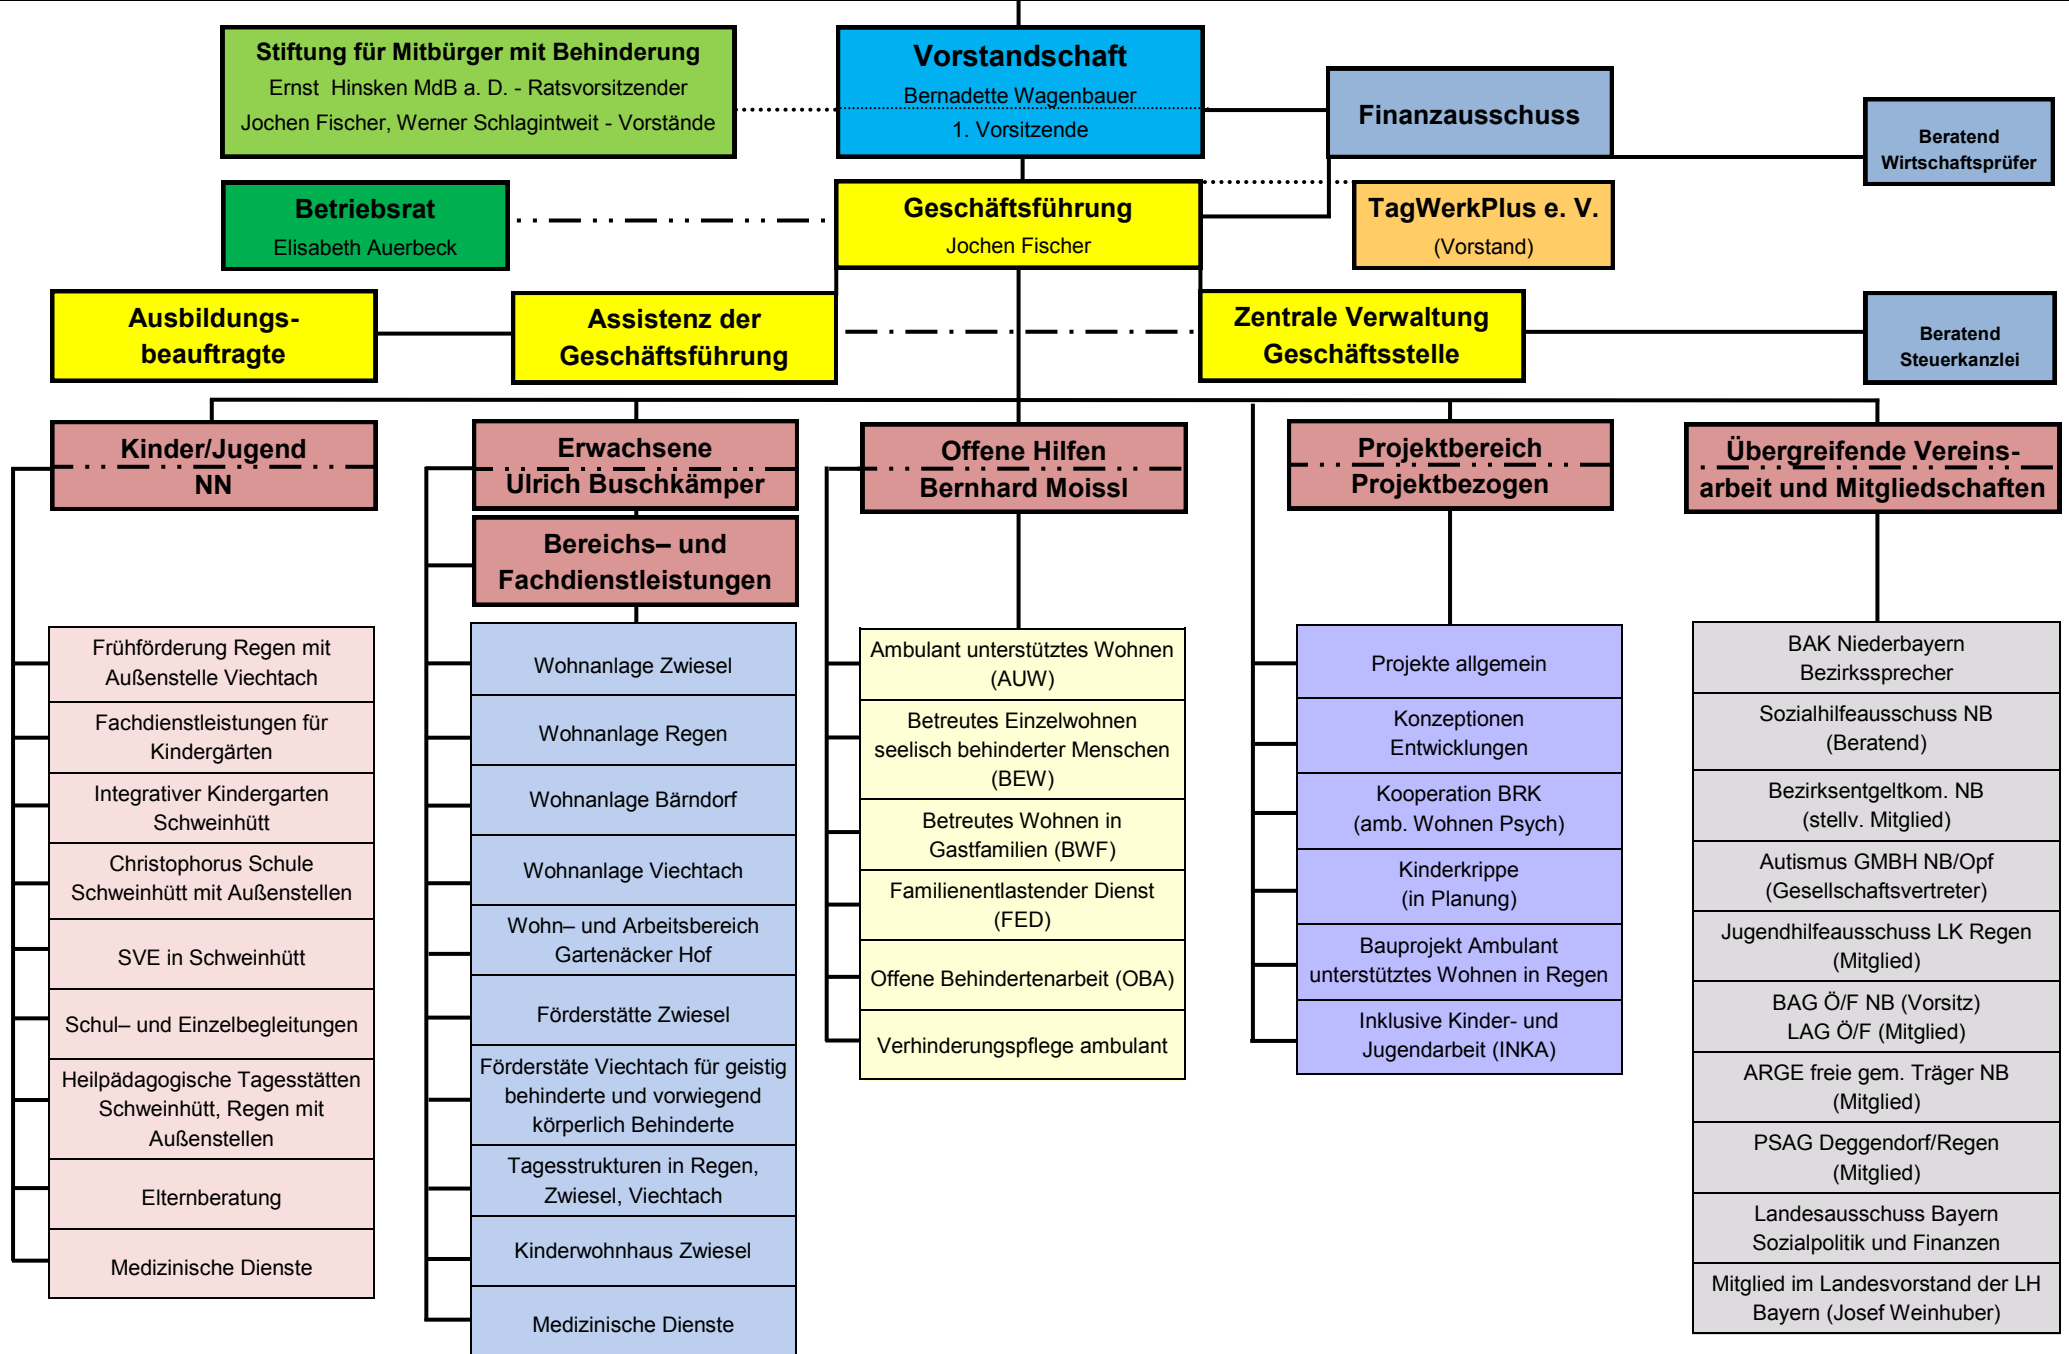 Stiftung für Mitbürger mit Behinderung
Ernst Hinsken MdB a. D. - Ratsvorsitzender
Jochen Fischer, Werner Schlagintweit - Vorstände
Vorstandschaft
Bernadette Wagenbauer
1. Vorsitzende
Finanzausschuss
Beratend
Wirtschaftsprüfer
Betriebsrat
Elisabeth Auerbeck
Geschäftsführung
Jochen Fischer
TagWerkPlus e. V.
(Vorstand)
Ausbildungs-
beauftragte
Assistenz der
Geschäftsführung
Zentrale Verwaltung
Geschäftsstelle
Beratend
Steuerkanzlei
Kinder/Jugend
NN
Frühförderung Regen mit
Außenstelle Viechtach
Fachdienstleistungen für
Kindergärten
Integrativer Kindergarten
Schweinhütt
Christophorus Schule
Schweinhütt mit Außenstellen
SVE in Schweinhütt
Schul– und Einzelbegleitungen
Heilpädagogische Tagesstätten
Schweinhütt, Regen mit
Außenstellen
Elternberatung
Medizinische Dienste
Erwachsene
Ulrich Buschkämper
Bereichs– und
Fachdienstleistungen
Wohnanlage Zwiesel
Wohnanlage Regen
Wohnanlage Bärndorf
Wohnanlage Viechtach
Wohn– und Arbeitsbereich
Gartenäcker Hof
Förderstätte Zwiesel
Förderstäte Viechtach für geistig
behinderte und vorwiegend
körperlich Behinderte
Tagesstrukturen in Regen,
Zwiesel, Viechtach
Kinderwohnhaus Zwiesel
Medizinische Dienste
Offene Hilfen
Bernhard Moissl
Ambulant unterstütztes Wohnen
(AUW)
Betreutes Einzelwohnen
seelisch behinderter Menschen
(BEW)
Betreutes Wohnen in
Gastfamilien (BWF)
Familienentlastender Dienst
(FED)
Offene Behindertenarbeit (OBA)
Verhinderungspflege ambulant
Projektbereich
Projektbezogen
Projekte allgemein
Konzeptionen
Entwicklungen
Kooperation BRK
(amb. Wohnen Psych)
Kinderkrippe
(in Planung)
Bauprojekt Ambulant
unterstütztes Wohnen in Regen
Inklusive Kinder- und
Jugendarbeit (INKA)
Übergreifende Vereins-
arbeit und Mitgliedschaften
BAK Niederbayern
Bezirkssprecher
Sozialhilfeausschuss NB
(Beratend)
Bezirksentgeltkom. NB
(stellv. Mitglied)
Autismus GMBH NB/Opf
(Gesellschaftsvertreter)
Jugendhilfeausschuss LK Regen
(Mitglied)
BAG Ö/F NB (Vorsitz)
LAG Ö/F (Mitglied)
ARGE freie gem. Träger NB
(Mitglied)
PSAG Deggendorf/Regen
(Mitglied)
Landesausschuss Bayern
Sozialpolitik und Finanzen
Mitglied im Landesvorstand der LH
Bayern (Josef Weinhuber)